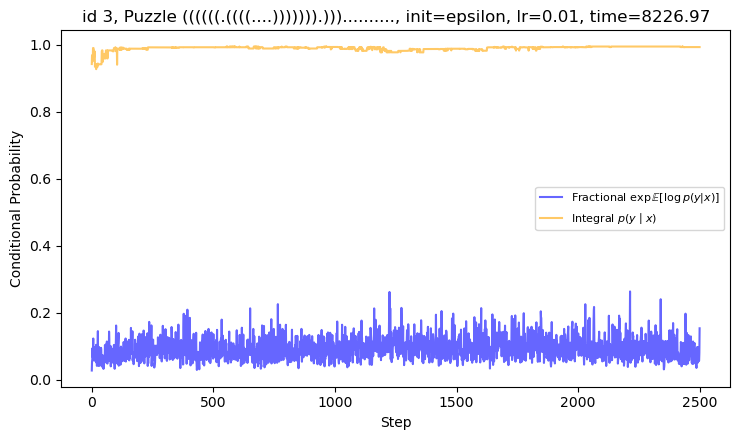 id 3, Puzzle ((((((.((((....))))))).))).........., init=epsilon, lr=0.01, time=8226.97
Conditional Probability
1.0
0.8
0.6
0.4
0.2
0.0
Fractional exp𝔼[log p(y|x)]
Integral p(y | x)
0
500
1000
1500
2000
2500
Step